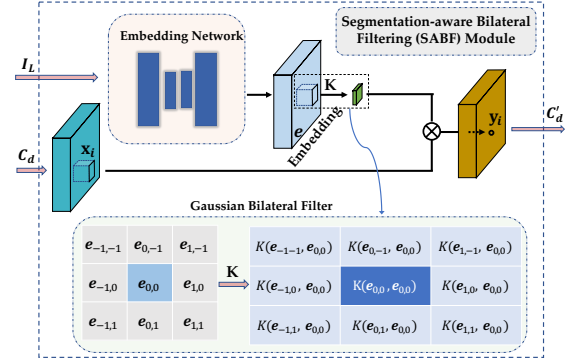 Segmentation-aware Bilateral
Filtering (SABF) Module
Embedding Network
I_L
K
e
Embedding
C_d
x_i
y_i
C'_d
Gaussian Bilateral Filter
e_{-1,-1} e_{0,-1} e_{1,-1}
e_{-1,0} e_{0,0} e_{1,0}
e_{-1,1} e_{0,1} e_{1,1}
K
K(e_{-1-1}, e_{0,0}) K(e_{0,-1}, e_{0,0}) K(e_{1,-1}, e_{0,0})
K(e_{-1,0}, e_{0,0}) K(e_{0,0}, e_{0,0}) K(e_{1,0}, e_{0,0})
K(e_{-1,1}, e_{0,0}) K(e_{0,1}, e_{0,0}) K(e_{1,1}, e_{0,0})